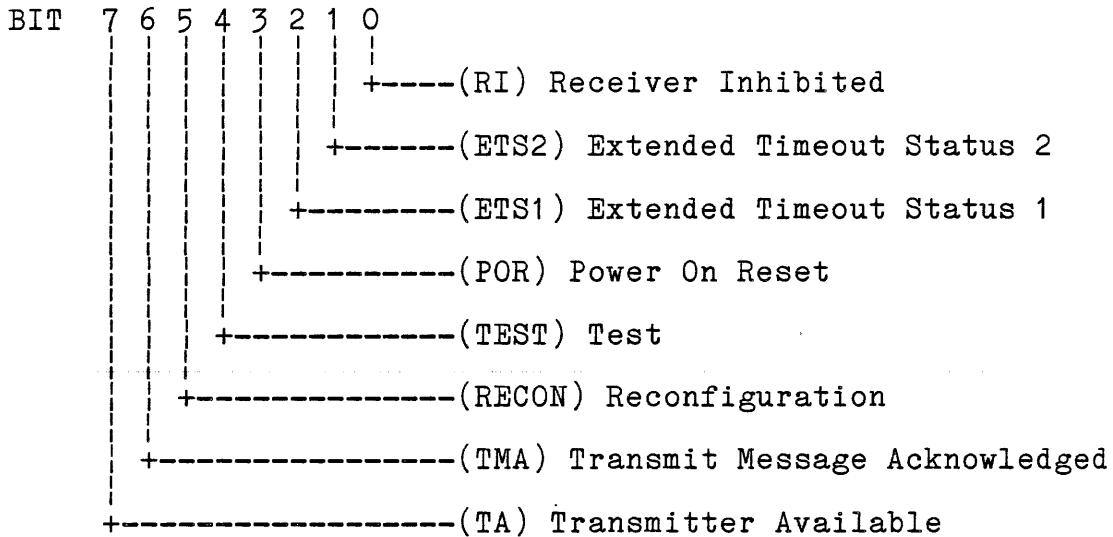 BIT 7 6 5 4 3 2 1 0
+----(RI) Receiver Inhibited
+------(ETS2) Extended Timeout Status 2
+--------(ETS1) Extended Timeout Status 1
+----------(POR) Power On Reset
+------------(TEST) Test
+--------------(RECON) Reconfiguration
+----------------(TMA) Transmit Message Acknowledged
+------------------(TA) Transmitter Available